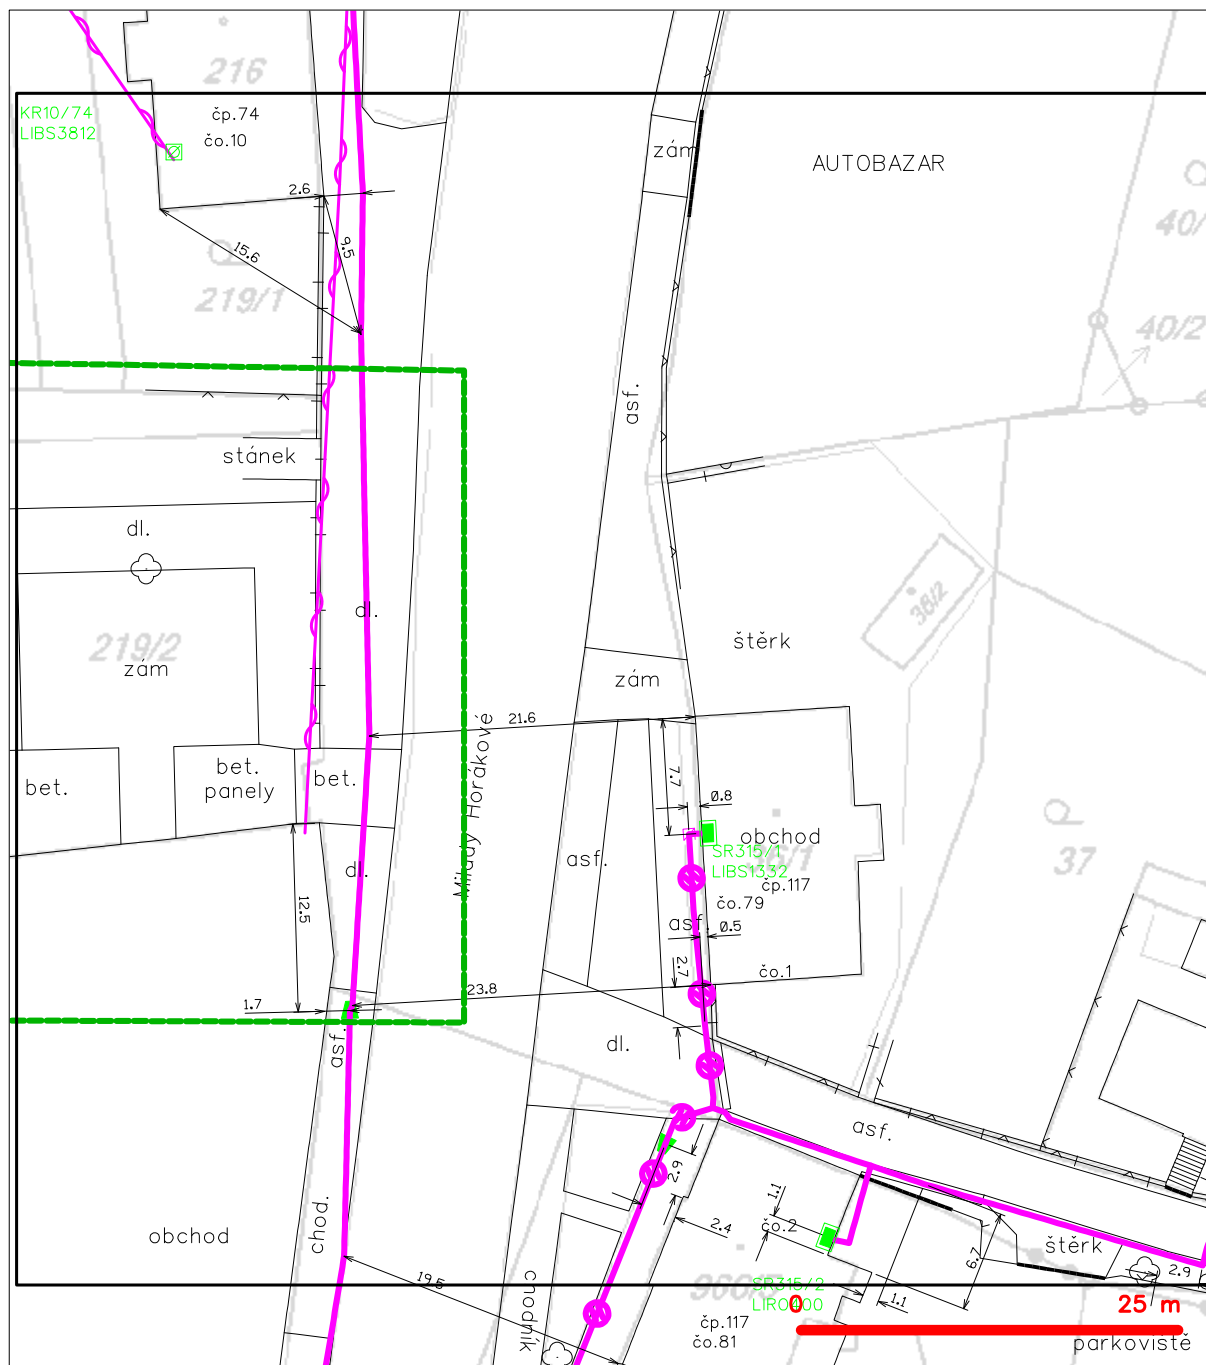 216
čp.74
čo.10
KR10/74
LIBS3812
zám
AUTOBAZAR
2.6
9.5
15.6
219/1
40/2
asf.
stánek
dl.
dl.
38/2
219/2
zám
štěrk
zám
21.6
Milady Horákové
bet.
bet.
panely
bet.
7.7
0.8
obchod
36/1
SR315/1
LIBS1332
čp.117
čo.79
37
asf.
dl.
12.5
asf.
0.5
2.7
čo.1
23.8
1.7
asf.
dl.
asf.
2.9
1.1
2.4
čo.2
obchod
chod.
štěrk
6.7
2.9
19.5
chodník
SR315/2
LIRO400
1.1
0
25 m
čp.117
čo.81
parkoviště